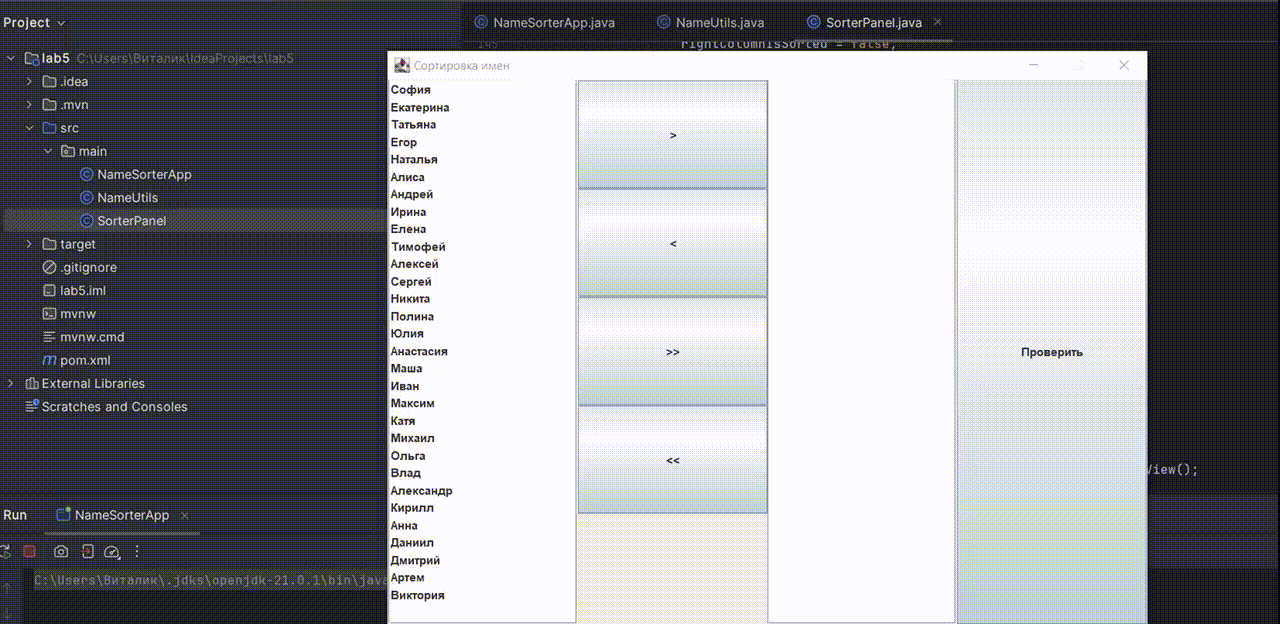 Project
NameSorterApp.java
NameUtils.java
SorterPanel.java
lab5 C:\Users\Виталик\IdeaProjects\lab5
145 rightColumnIsSorted = false;
.idea
.mvn
src
main
NameSorterApp
NameUtils
SorterPanel
target
.gitignore
lab5.iml
mvnw
mvnw.cmd
pom.xml
External Libraries
Scratches and Consoles
Сортировка имен
София
Екатерина
Татьяна
Егор
Наталья
Алиса
Андрей
Ирина
Елена
Тимофей
Алексей
Сергей
Никита
Полина
Юлия
Анастасия
Маша
Иван
Максим
Катя
Михаил
Ольга
Влад
Александр
Кирилл
Анна
Даниил
Дмитрий
Артем
Виктория
>
<
>>
<<
Проверить
View();
Run NameSorterApp
C:\Users\Виталик\.jdks\openjdk-21.0.1\bin\java